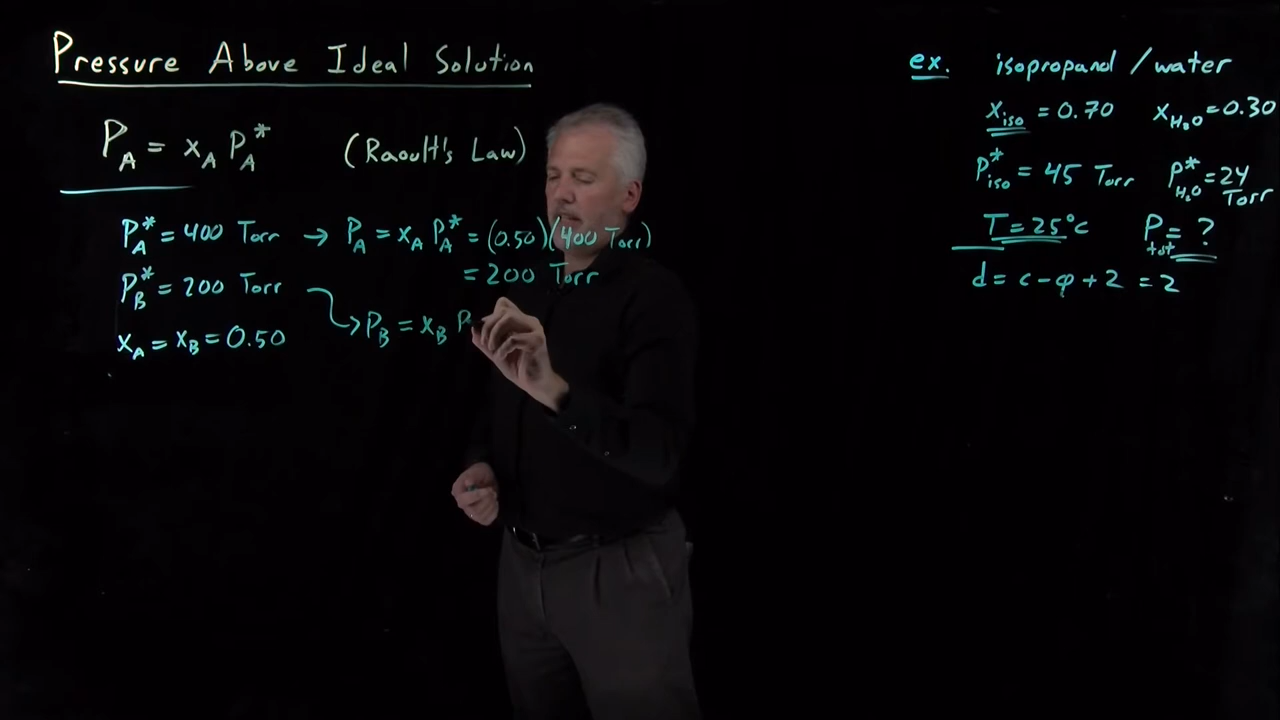 Pressure Above Ideal Solution
P_A = x_A P_A^* (Raoult's Law)
P_A^* = 400 Torr → P_A = x_A P_A^* = (0.50)(400 Torr)
= 200 Torr
P_B^* = 200 Torr
→ P_B = x_B P
x_A = x_B = 0.50
ex. isopropanol / water
x_iso = 0.70 x_H₂O = 0.30
P_iso^* = 45 Torr P_H₂O^* = 24 Torr
T = 25°C P_tot = ?
d = c - φ + 2 = 2